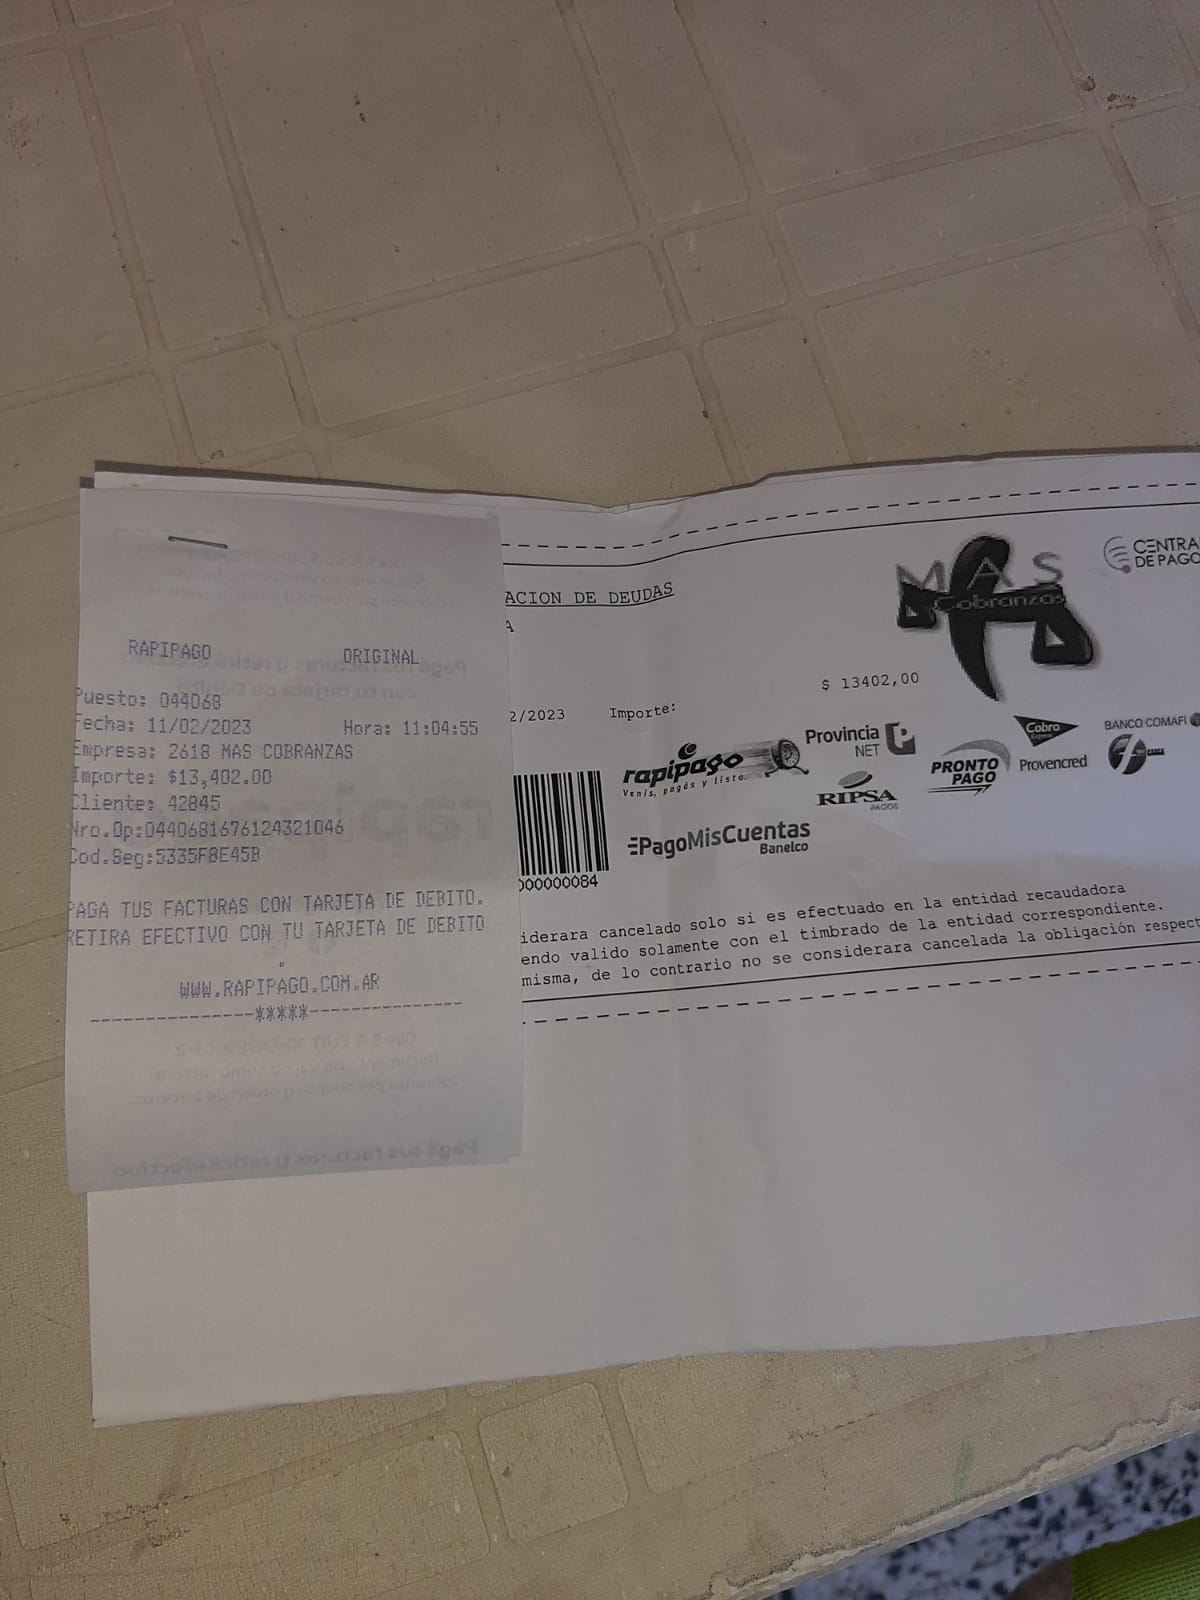 RAPIPAGO ORIGINAL
Puesto: 044068
Fecha: 11/02/2023 Hora: 11:04:55
Empresa: 2618 MAS COBRANZAS
Importe: $13,402.00
Cliente: 42845
Nro.Op:0440681676124321046
Cod.Seg:5335F8E45B
PAGA TUS FACTURAS CON TARJETA DE DEBITO.
RETIRA EFECTIVO CON TU TARJETA DE DEBITO
WWW.RAPIPAGO.COM.AR
---------------*****---------------
ACION DE DEUDAS
A
MAS
Cobranzas
CENTRA
DE PAGO
$ 13402,00
2/2023 Importe:
rapipago
Venís, pagás y listo.
Provincia
NET
RIPSA
PAGOS
PRONTO
PAGO
Cobro
Express
Provencred
BANCO COMAFI
PagoMisCuentas
Banelco
000000084
iderara cancelado solo si es efectuado en la entidad recaudadora
endo valido solamente con el timbrado de la entidad correspondiente.
misma, de lo contrario no se considerara cancelada la obligación respect